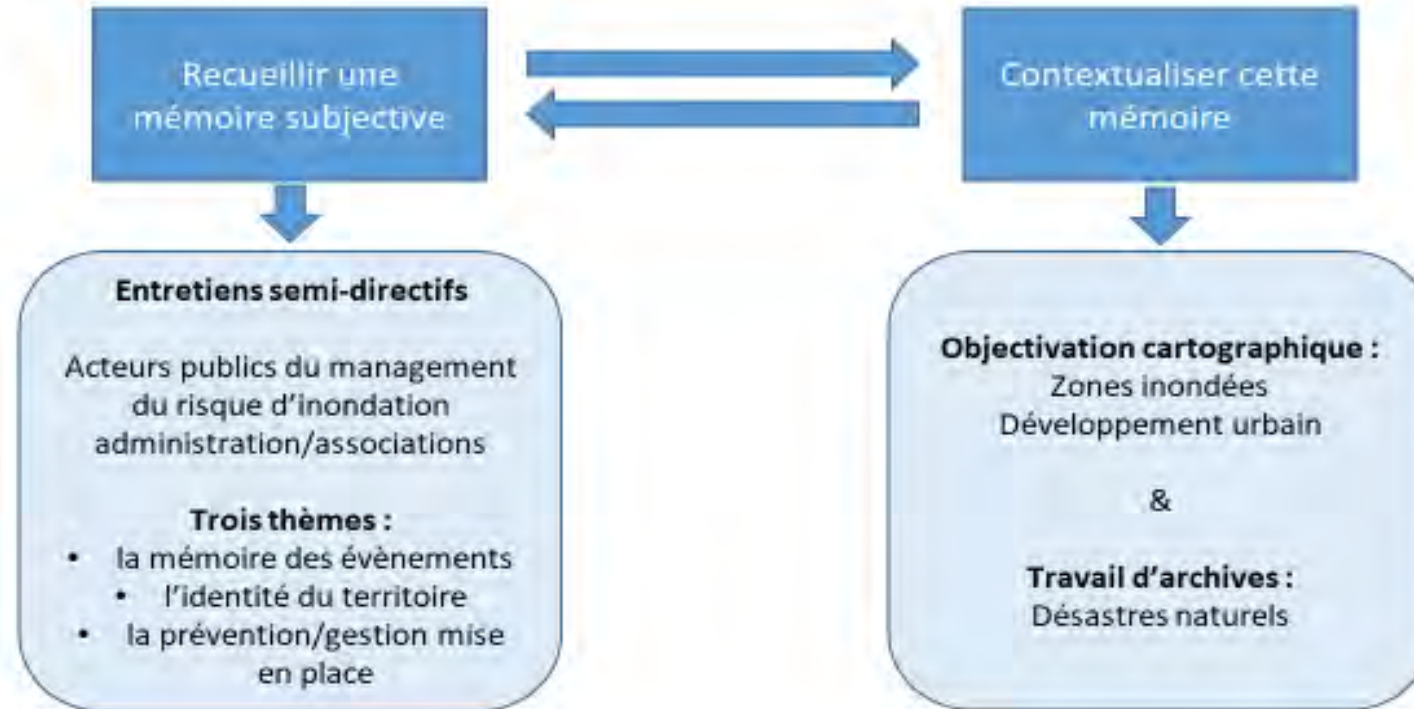 Recueillir une
mémoire subjective
Contextualiser cette
mémoire
Entretiens semi-directifs
Acteurs publics du management
du risque d'inondation
administration/associations
Trois thèmes :
• la mémoire des évènements
• l'identité du territoire
• la prévention/gestion mise
en place
Objectivation cartographique :
Zones inondées
Développement urbain
&
Travail d'archives :
Désastres naturels